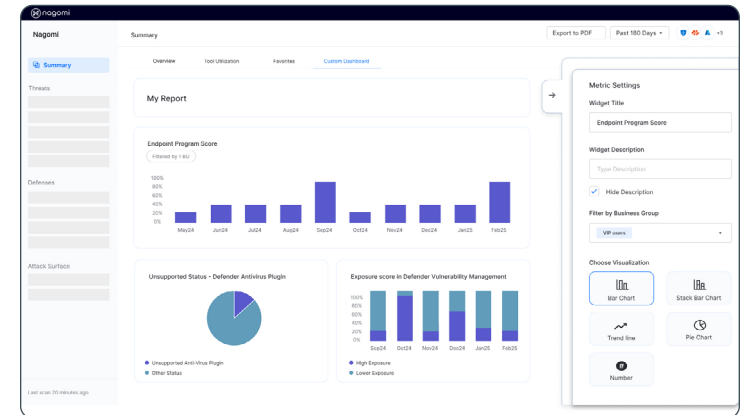 nagomi
Nagomi
Summary
Export to PDF
Past 180 Days
+3
Summary
Overview
Tool Utilization
Favorites
Custom Dashboard
Threats
Defenses
Attack Surface
Last scan 20 minutes ago
My Report
Endpoint Program Score
Filtered by 1 BU
100%
80%
60%
40%
20%
0%
May24 Jun24 Jul24 Aug24 Sep24 Oct24 Nov24 Dec24 Jan25 Feb25
Unsupported Status - Defender Antivirus Plugin
Unsupported Anti-Virus Plugin
Other Status
Exposure score in Defender Vulnerability Management
100%
80%
60%
40%
20%
0%
Sep24 Oct24 Nov24 Dec24 Jan25 Feb25
High Exposure
Lower Exposure
Metric Settings
Widget Title
Endpoint Program Score
Widget Description
Type Description
Hide Description
Filter by Business Group
VIP users
Choose Visualization
Bar Chart
Stack Bar Chart
Trend line
Pie Chart
Number